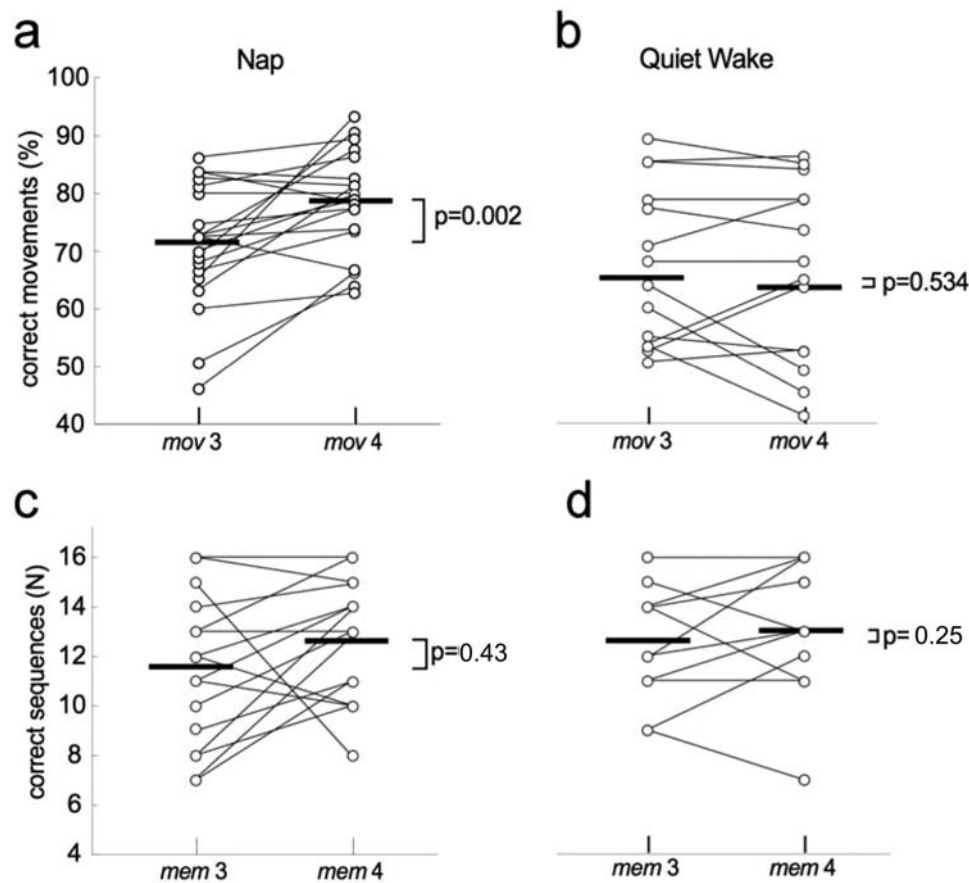 a
Nap
correct movements (%)
100
90
80
70
60
50
40
p=0.002
mov 3
mov 4
b
Quiet Wake
p=0.534
mov 3
mov 4
c
correct sequences (N)
16
14
12
10
8
6
4
p=0.43
mem 3
mem 4
d
p= 0.25
mem 3
mem 4